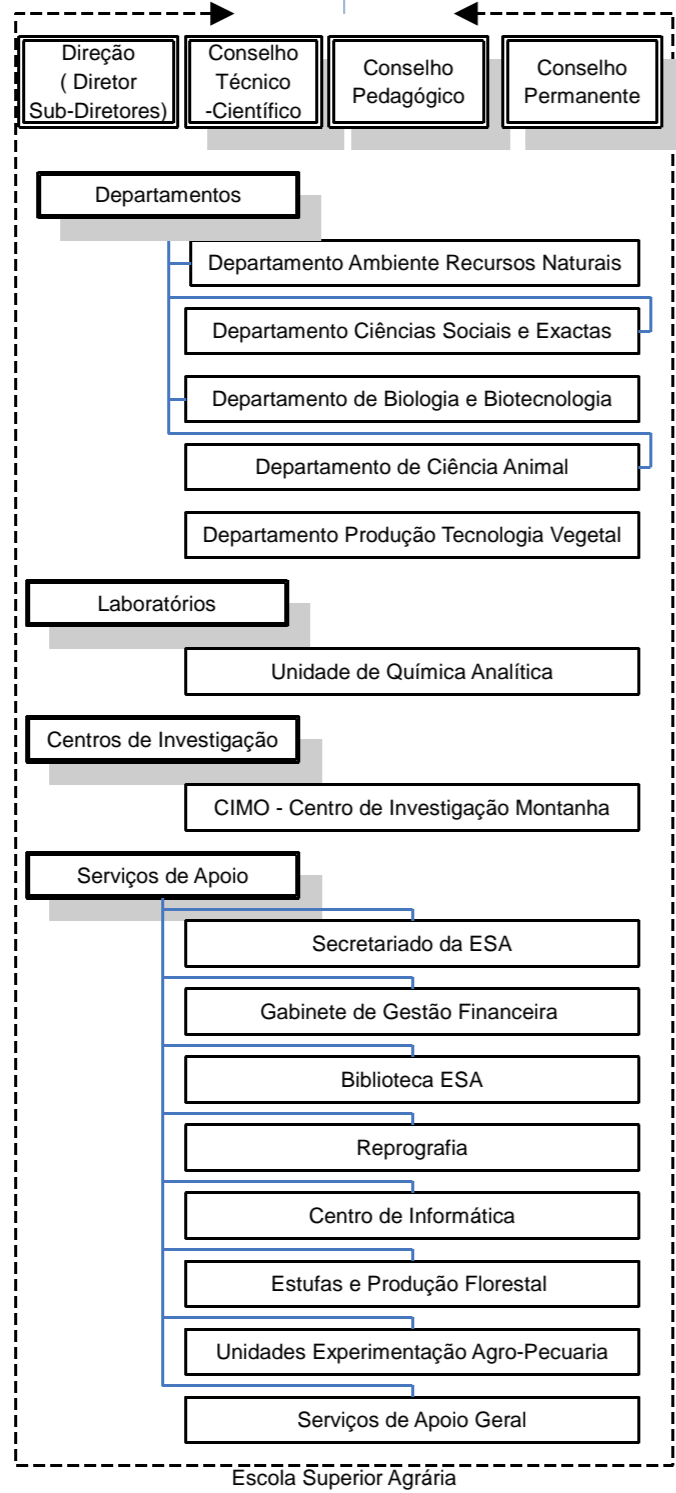 Direção
( Diretor
Sub-Diretores)
Conselho
Técnico
-Científico
Conselho
Pedagógico
Conselho
Permanente
Departamentos
Departamento Ambiente Recursos Naturais
Departamento Ciências Sociais e Exactas
Departamento de Biologia e Biotecnologia
Departamento de Ciência Animal
Departamento Produção Tecnologia Vegetal
Laboratórios
Unidade de Química Analítica
Centros de Investigação
CIMO - Centro de Investigação Montanha
Serviços de Apoio
Secretariado da ESA
Gabinete de Gestão Financeira
Biblioteca ESA
Reprografia
Centro de Informática
Estufas e Produção Florestal
Unidades Experimentação Agro-Pecuaria
Serviços de Apoio Geral
Escola Superior Agrária